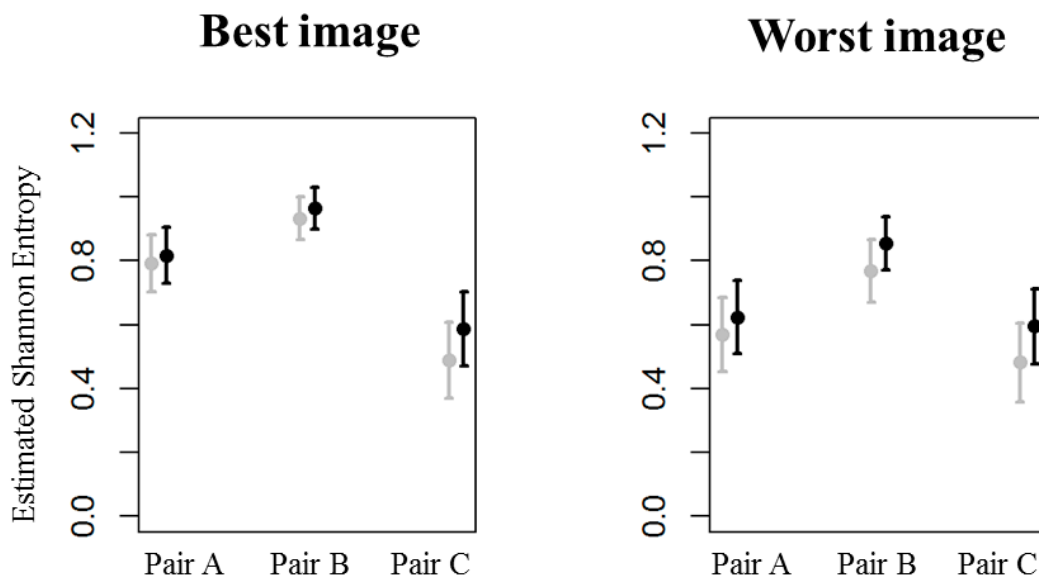 Best image
Worst image
Estimated Shannon Entropy
1.2
0.8
0.4
0.0
Pair A Pair B Pair C
1.2
0.8
0.4
0.0
Pair A Pair B Pair C